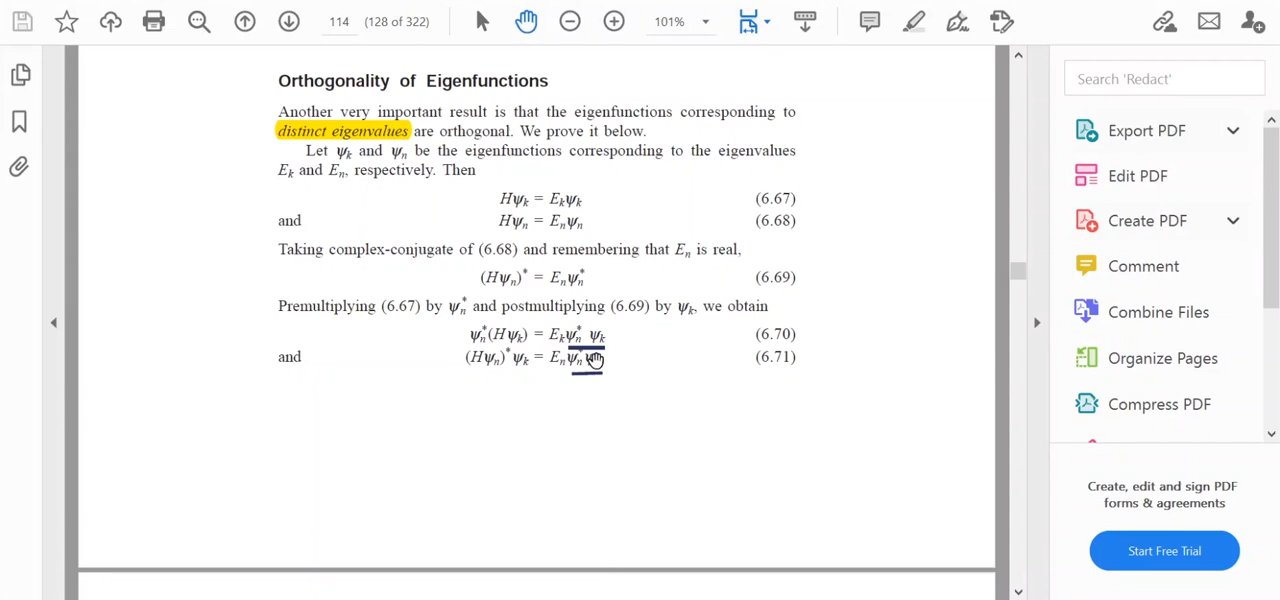 114 (128 of 322) 101%
Search 'Redact'
Export PDF
Edit PDF
Create PDF
Comment
Combine Files
Organize Pages
Compress PDF
Create, edit and sign PDF
forms & agreements
Start Free Trial
Orthogonality of Eigenfunctions
Another very important result is that the eigenfunctions corresponding to
distinct eigenvalues are orthogonal. We prove it below.
Let ψₖ and ψₙ be the eigenfunctions corresponding to the eigenvalues
Eₖ and Eₙ, respectively. Then
Hψₖ = Eₖψₖ (6.67)
and Hψₙ = Eₙψₙ (6.68)
Taking complex-conjugate of (6.68) and remembering that Eₙ is real,
(Hψₙ)* = Eₙψₙ* (6.69)
Premultiplying (6.67) by ψₙ* and postmultiplying (6.69) by ψₖ, we obtain
ψₙ*(Hψₖ) = Eₖψₙ* ψₖ (6.70)
and (Hψₙ)*ψₖ = Eₙψₙ* (6.71)